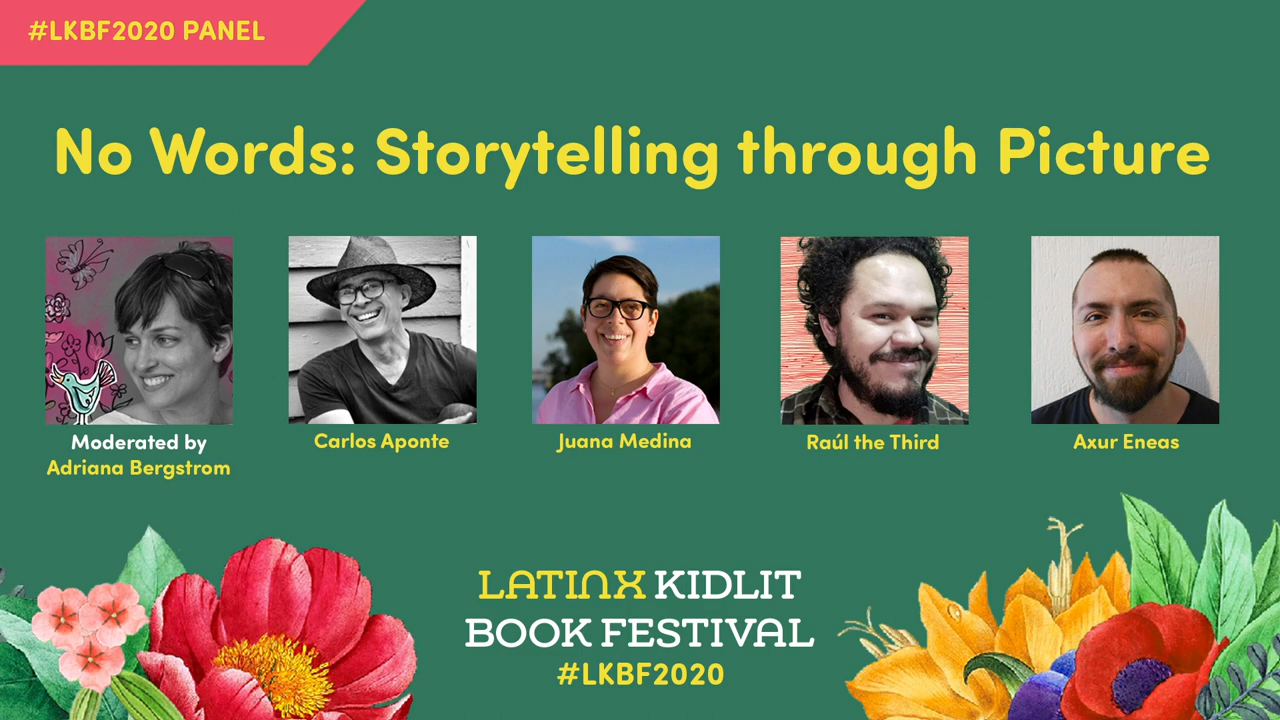 #LKBF2020 PANEL
No Words: Storytelling through Picture
Moderated by
Adriana Bergstrom
Carlos Aponte
Juana Medina
Raúl the Third
Axur Eneas
LATINX KIDLIT
BOOK FESTIVAL
#LKBF2020